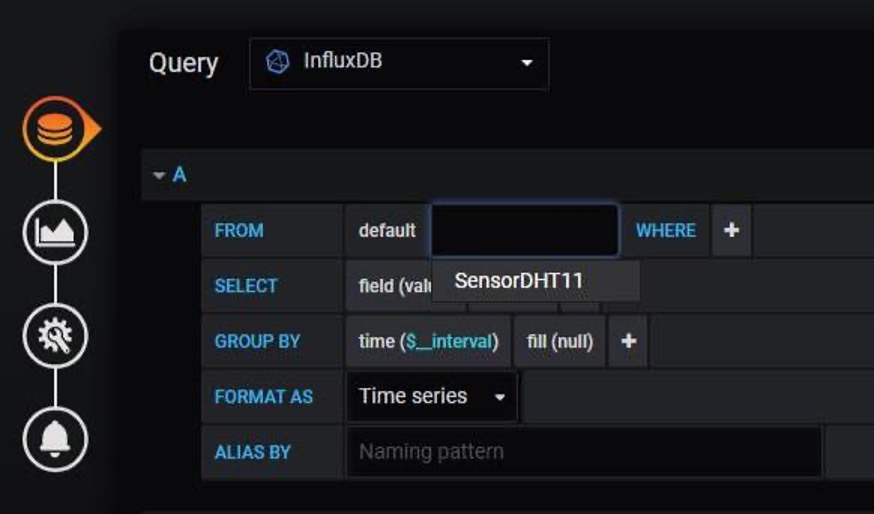 Query InfluxDB
A
FROM default WHERE +
SensorDHT11
SELECT field (valu
GROUP BY time ($__interval) fill (null) +
FORMAT AS Time series
ALIAS BY Naming pattern